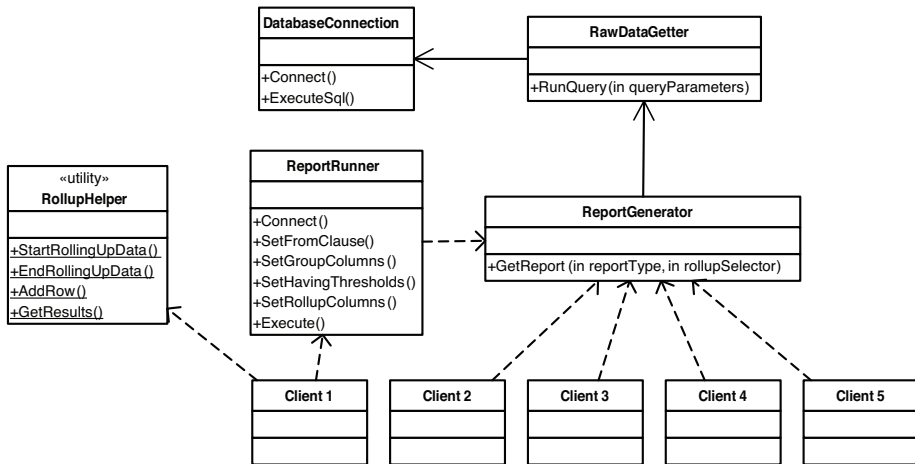 DatabaseConnection
+Connect()
+ExecuteSql()
RawDataGetter
+RunQuery(in queryParameters)
«utility»
RollupHelper
+StartRollingUpData()
+EndRollingUpData()
+AddRow()
+GetResults()
ReportRunner
+Connect()
+SetFromClause()
+SetGroupColumns()
+SetHavingThresholds()
+SetRollupColumns()
+Execute()
ReportGenerator
+GetReport(in reportType, in rollupSelector)
Client 1
Client 2
Client 3
Client 4
Client 5